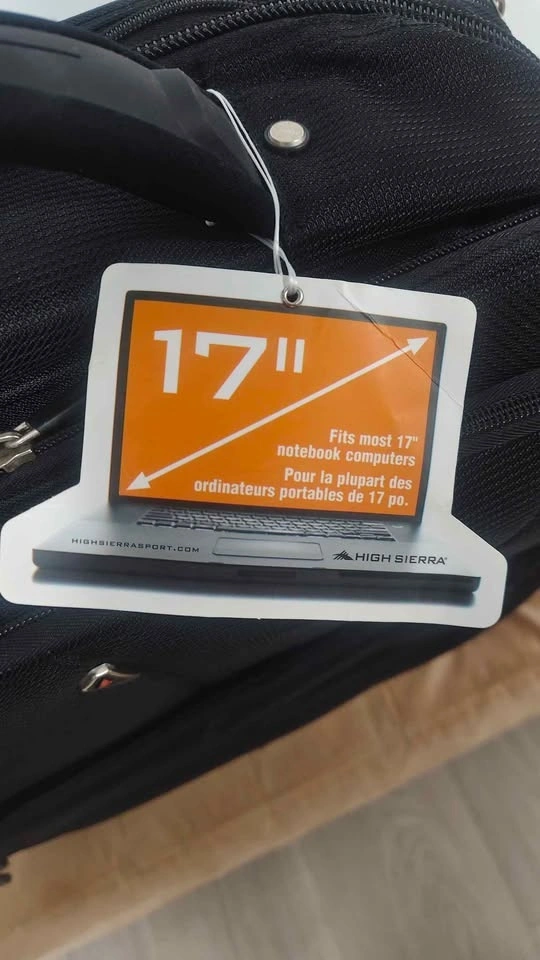 17"
Fits most 17"
notebook computers
Pour la plupart des
ordinateurs portables de 17 po.
HIGHSIERRASPORT.COM
HIGH SIERRA®